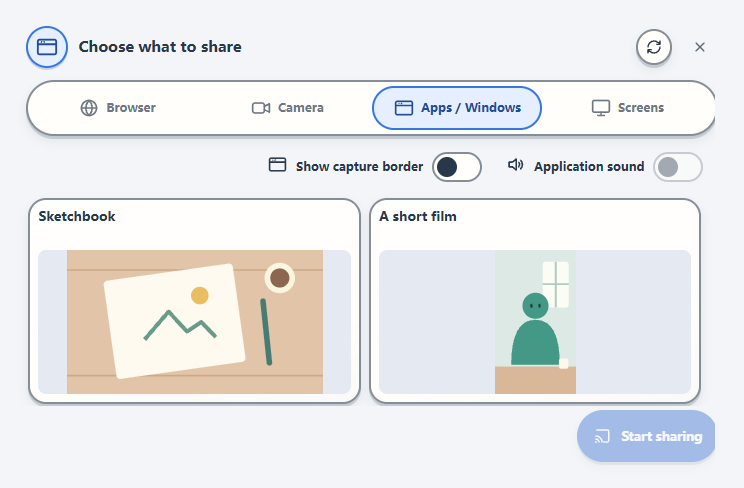 Choose what to share
Browser
Camera
Apps / Windows
Screens
Show capture border
Application sound
Sketchbook
A short film
Start sharing